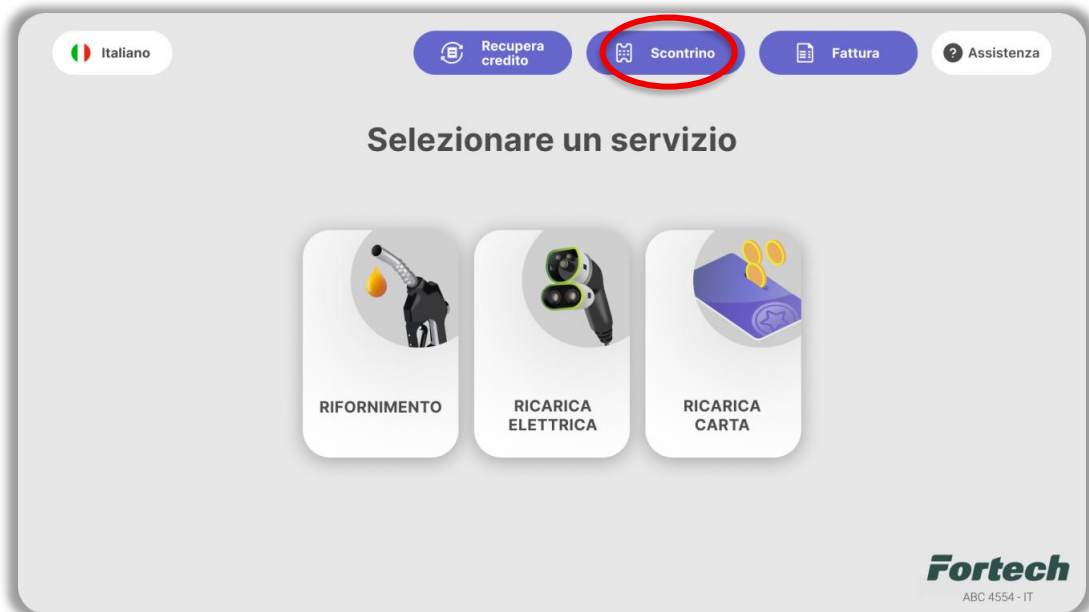 Italiano
Recupera
credito
Scontrino
Fattura
? Assistenza
Selezionare un servizio
RIFORNIMENTO
RICARICA
ELETTRICA
RICARICA
CARTA
Fortech
ABC 4554 - IT